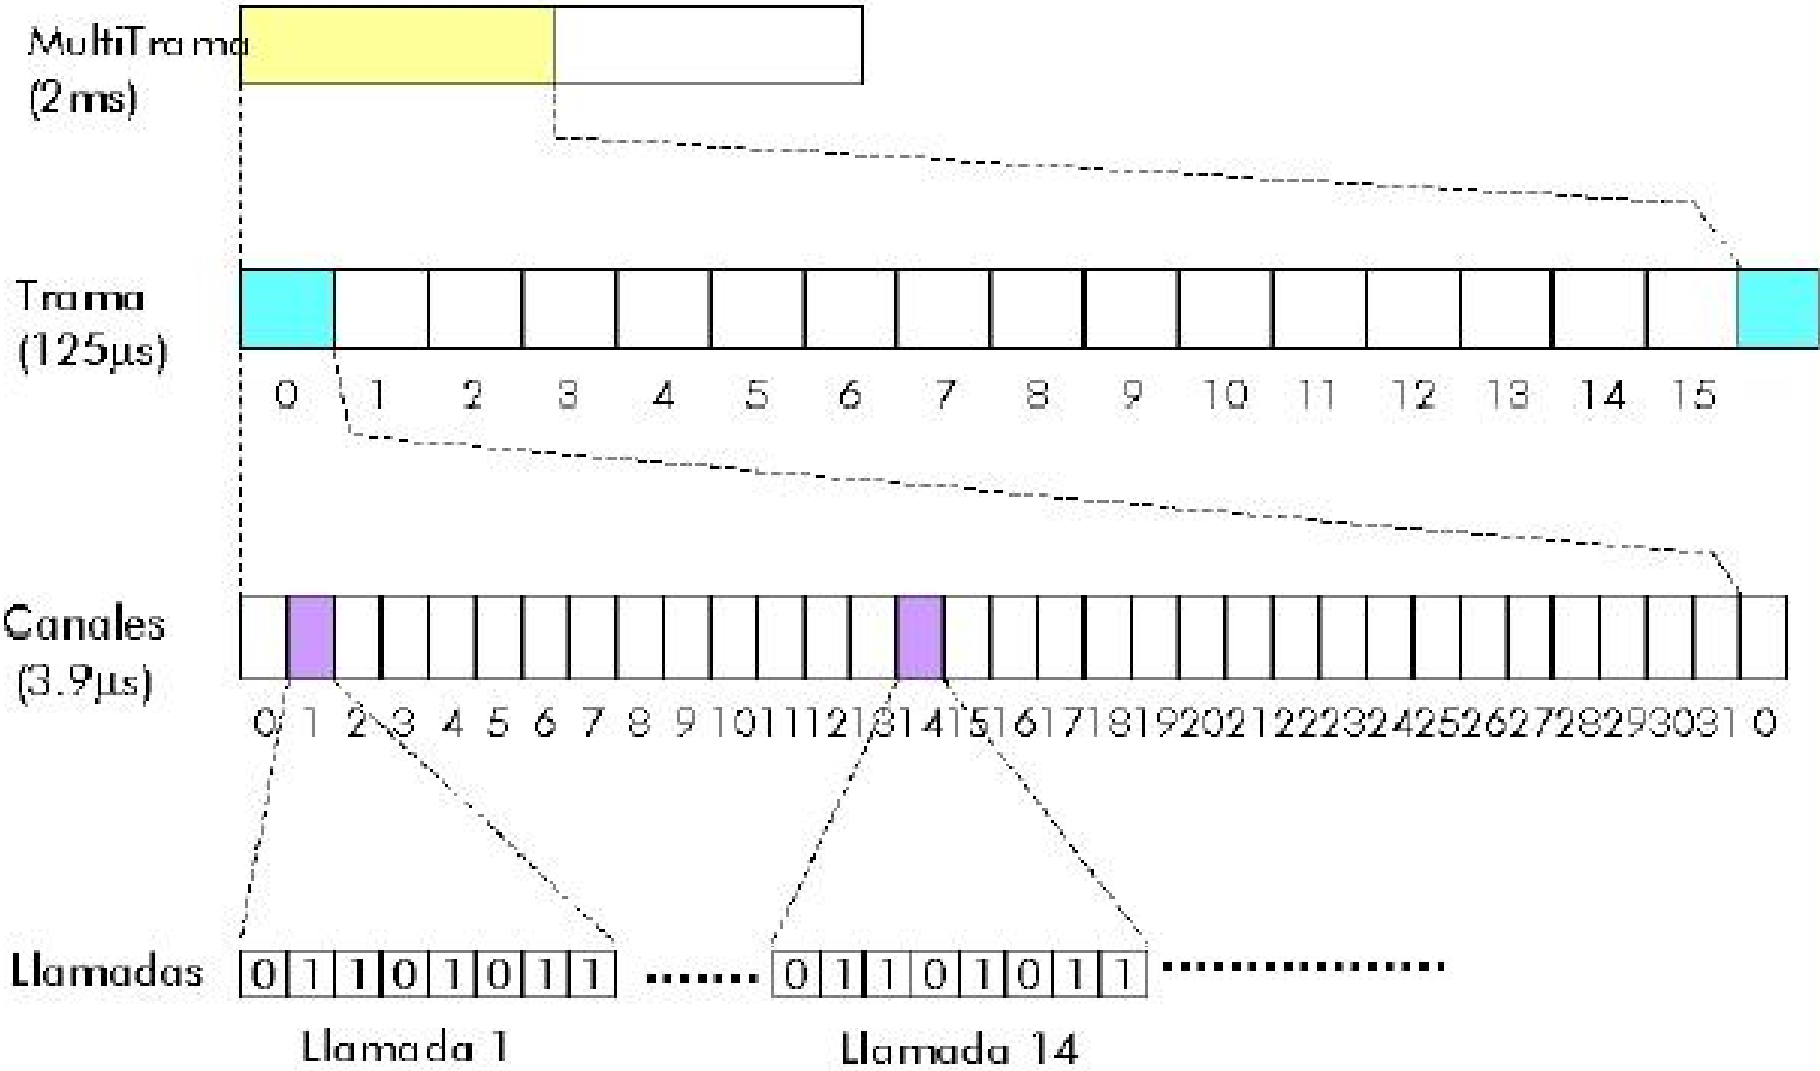 MultiTrama
(2ms)
Trama
(125µs)
0 1 2 3 4 5 6 7 8 9 10 11 12 13 14 15
Canales
(3.9µs)
0 1 2 3 4 5 6 7 8 9 10 11 12 13 14 15 16 17 18 19 20 21 22 23 24 25 26 27 28 29 30 31 0
Llamadas 0 1 1 0 1 0 1 1 ....... 0 1 1 0 1 0 1 1 ................
Llamada 1 Llamada 14